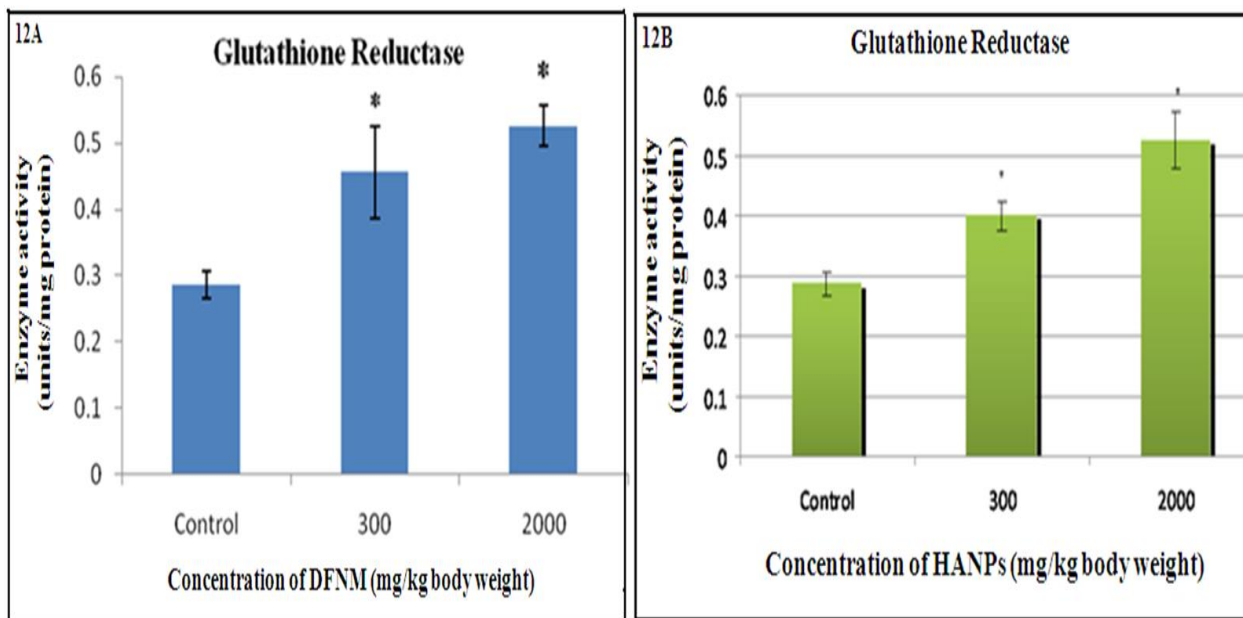 12A
Glutathione Reductase
*
*
0.6
0.5
0.4
0.3
0.2
0.1
0
Enzyme activity
(units/mg protein)
Control 300 2000
Concentration of DFNM (mg/kg body weight)
12B
Glutathione Reductase
0.6
0.5
0.4
0.3
0.2
0.1
0
Enzyme activity
(units/mg protein)
Control 300 2000
Concentration of HANPs (mg/kg body weight)